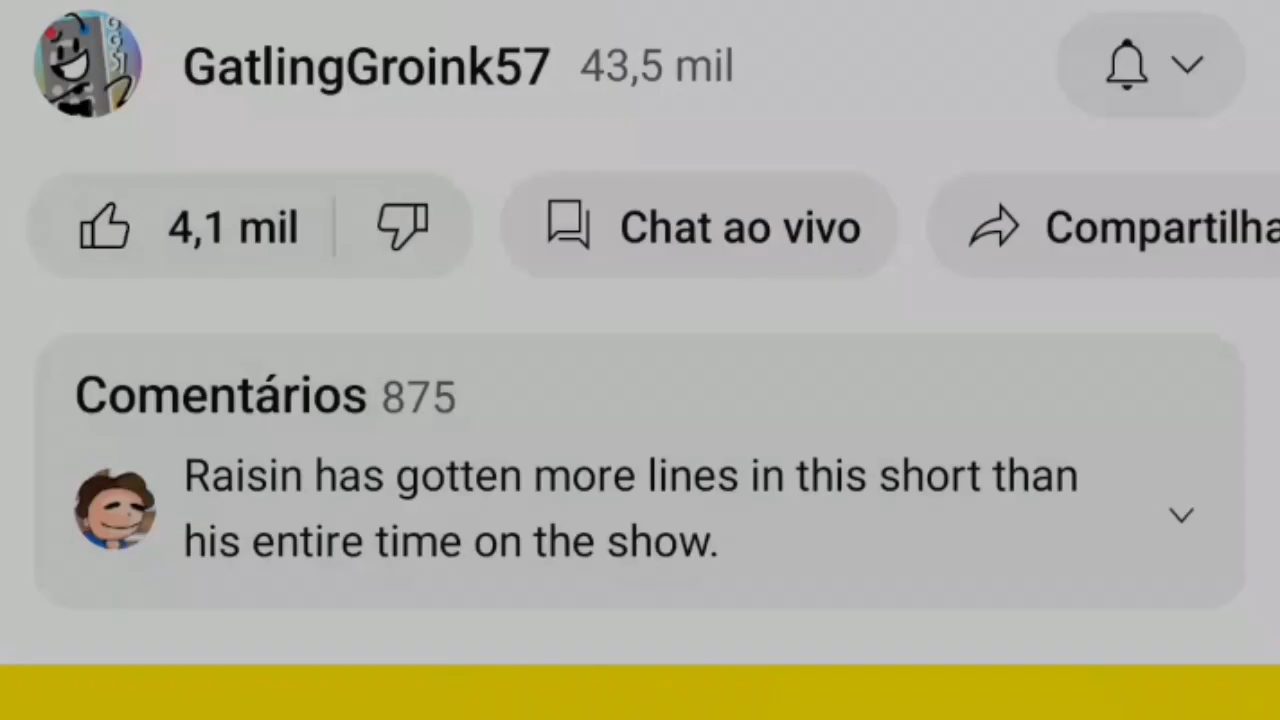 GatlingGroink57 43,5 mil
4,1 mil Chat ao vivo Compartilha
Comentários 875
Raisin has gotten more lines in this short than
his entire time on the show.